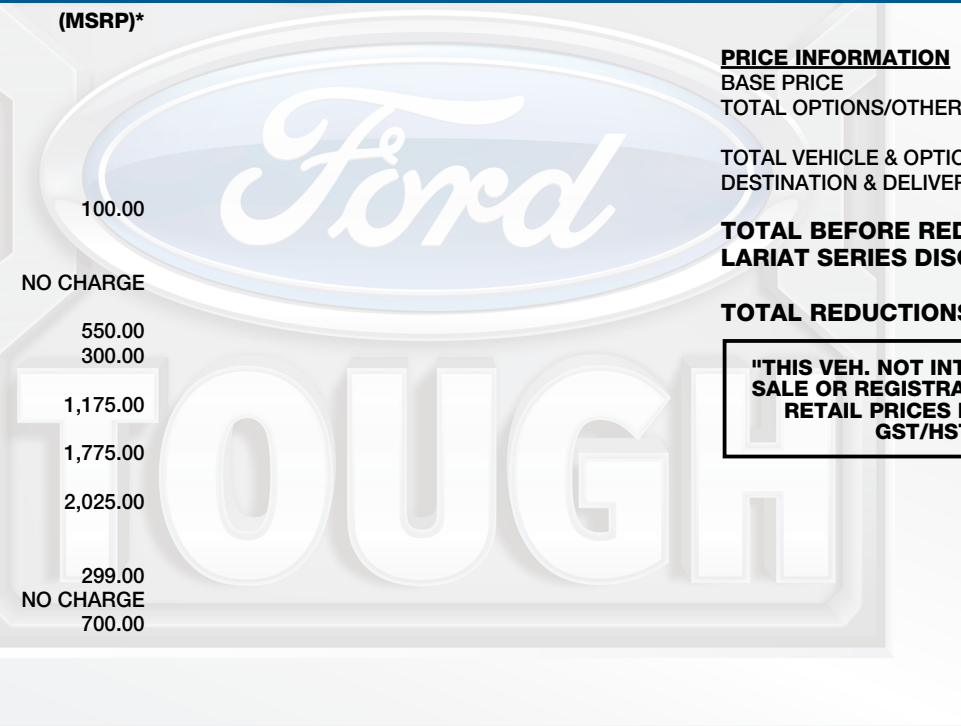 (MSRP)*
100.00
NO CHARGE
550.00
300.00
1,175.00
1,775.00
2,025.00
299.00
NO CHARGE
700.00
Ford
TOUGH
PRICE INFORMATION
BASE PRICE
TOTAL OPTIONS/OTHER
TOTAL VEHICLE & OPTIO
DESTINATION & DELIVER
TOTAL BEFORE RED
LARIAT SERIES DISC
TOTAL REDUCTIONS
"THIS VEH. NOT INT
SALE OR REGISTRA
RETAIL PRICES
GST/HST